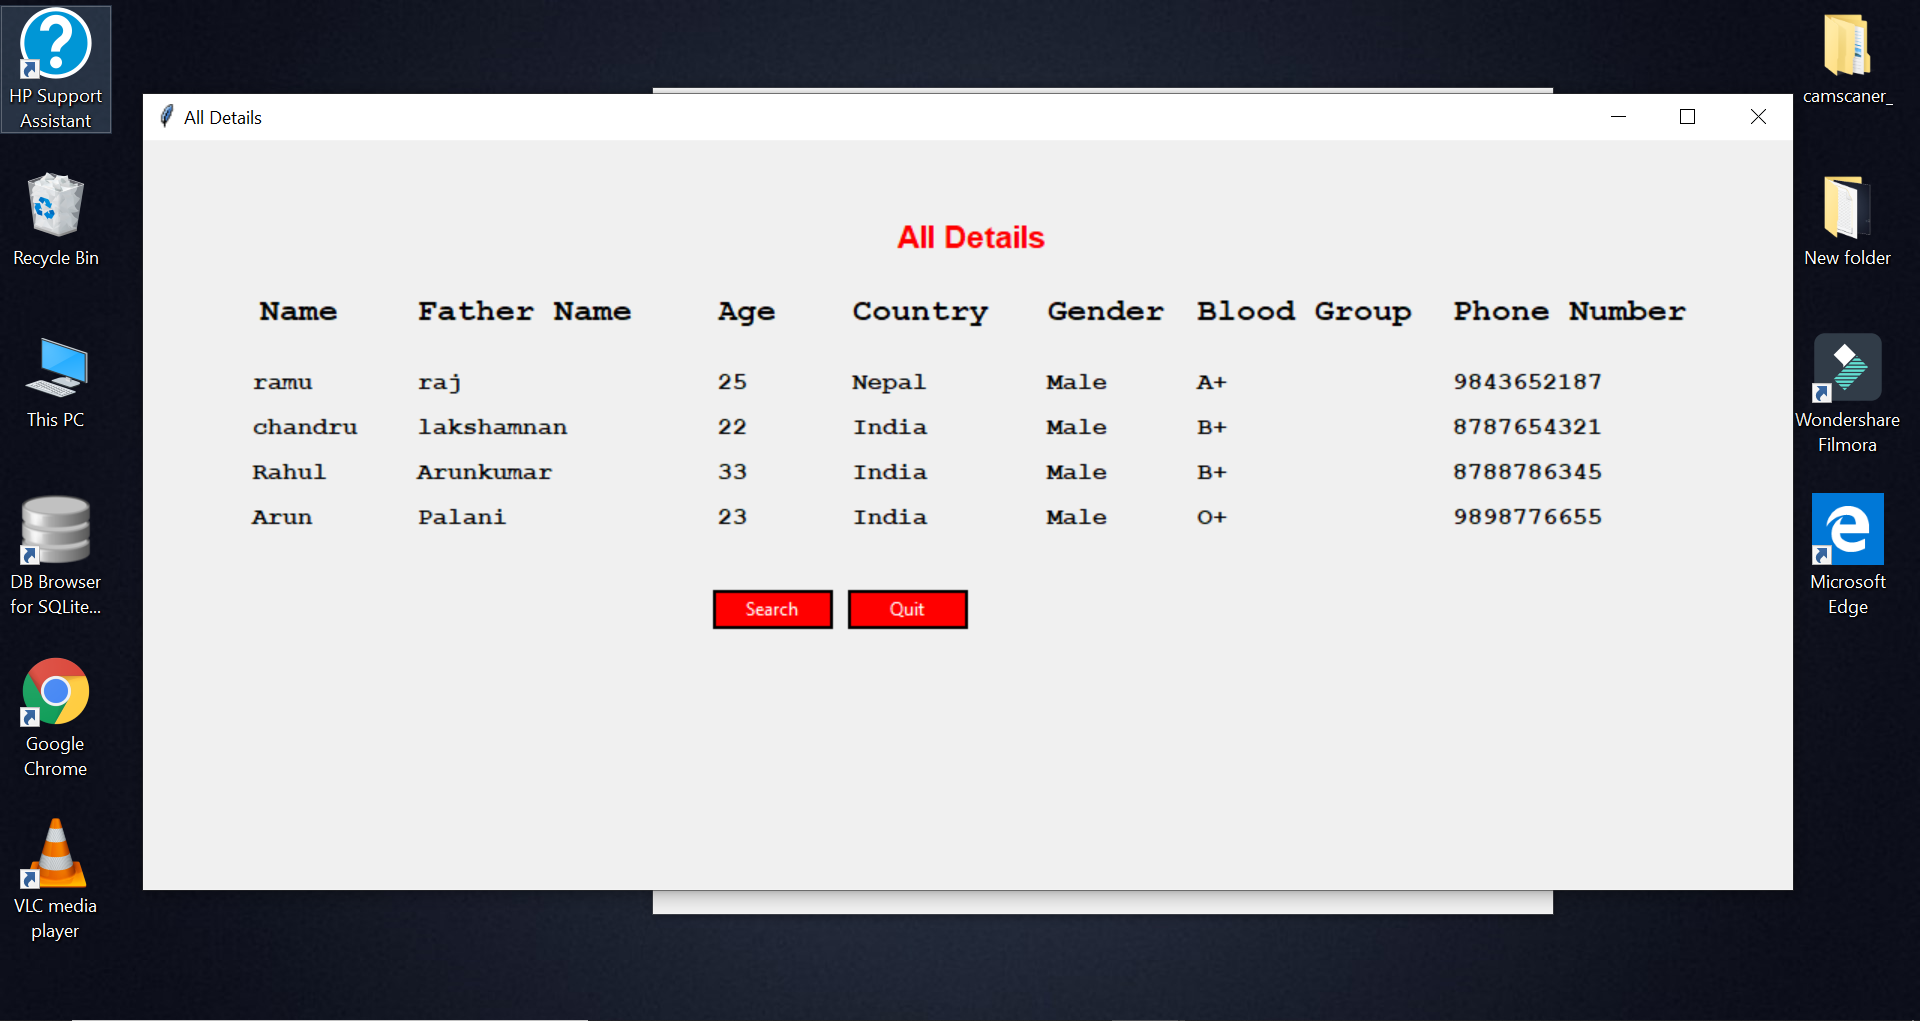 HP Support
Assistant
Recycle Bin
This PC
DB Browser
for SQLite...
Google
Chrome
VLC media
player
All Details
All Details
Name Father Name Age Country Gender Blood Group Phone Number
ramu raj 25 Nepal Male A+ 9843652187
chandru lakshamnan 22 India Male B+ 8787654321
Rahul Arunkumar 33 India Male B+ 8788786345
Arun Palani 23 India Male O+ 9898776655
Search Quit
camscaner_
New folder
Wondershare
Filmora
Microsoft
Edge